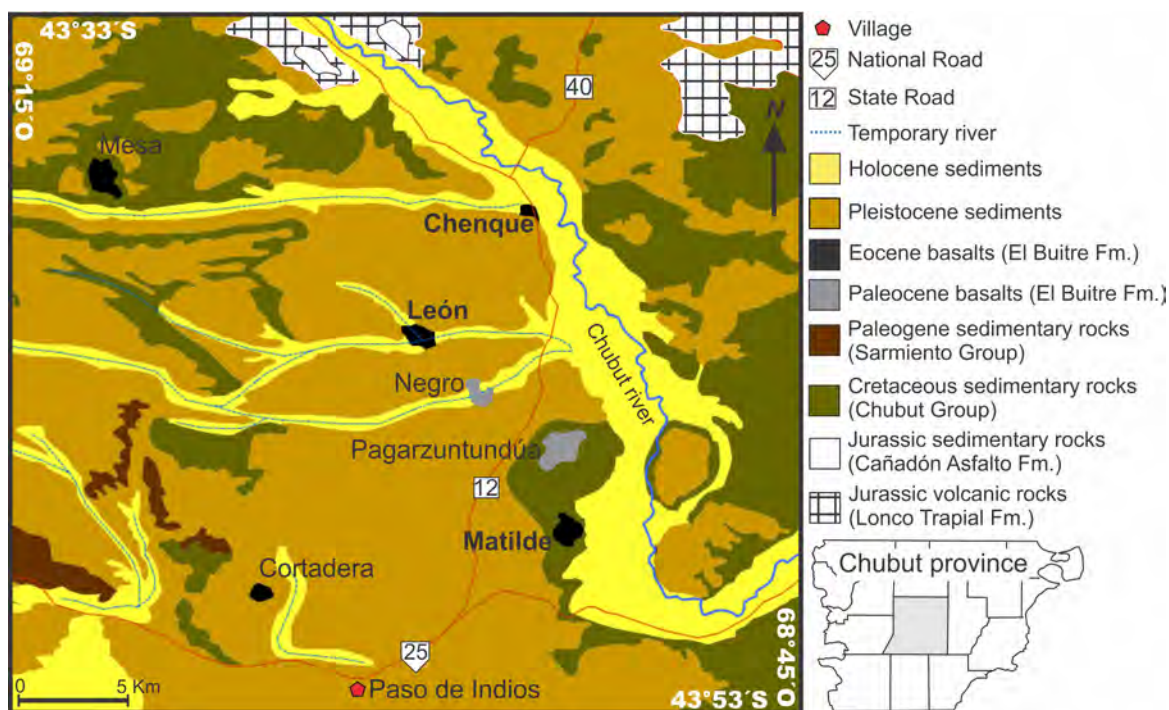 43°33´S
69°15´O
40
N
Mesa
Chenque
León
Negro
Chubut river
Pagarzuntundúa
12
Matilde
Cortadera
25
Paso de Indios
0 5 Km
43°53´S
68°45´O
Village
25 National Road
12 State Road
Temporary river
Holocene sediments
Pleistocene sediments
Eocene basalts (El Buitre Fm.)
Paleocene basalts (El Buitre Fm.)
Paleogene sedimentary rocks
(Sarmiento Group)
Cretaceous sedimentary rocks
(Chubut Group)
Jurassic sedimentary rocks
(Cañadón Asfalto Fm.)
Jurassic volcanic rocks
(Lonco Trapial Fm.)
Chubut province